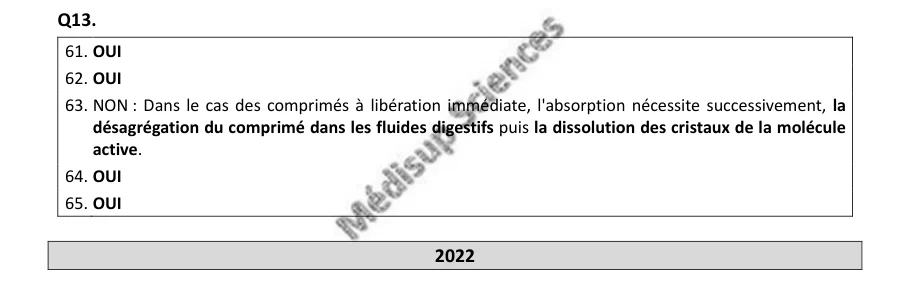 Q13.
61. OUI
62. OUI
63. NON : Dans le cas des comprimés à libération immédiate, l'absorption nécessite successivement, la
désagrégation du comprimé dans les fluides digestifs puis la dissolution des cristaux de la molécule
active.
64. OUI
65. OUI
Médisup Sciences
2022